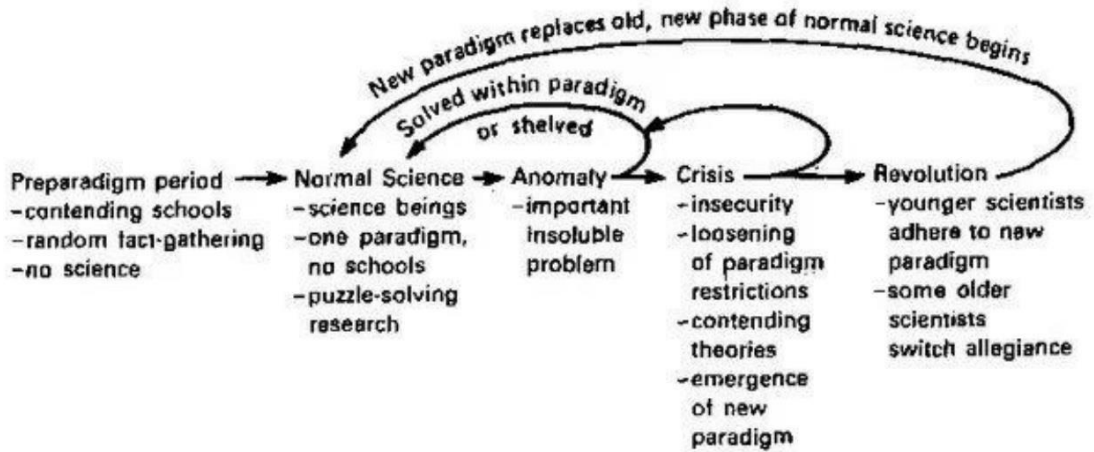 New paradigm replaces old, new phase of normal science begins
Solved within paradigm
or shelved
Preparadigm period
-contending schools
-random fact-gathering
-no science
Normal Science
-science beings
-one paradigm,
no schools
-puzzle-solving
research
Anomaly
-important
insoluble
problem
Crisis
-insecurity
-loosening
of paradigm
restrictions
-contending
theories
-emergence
of new
paradigm
Revolution
-younger scientists
adhere to new
paradigm
-some older
scientists
switch allegiance